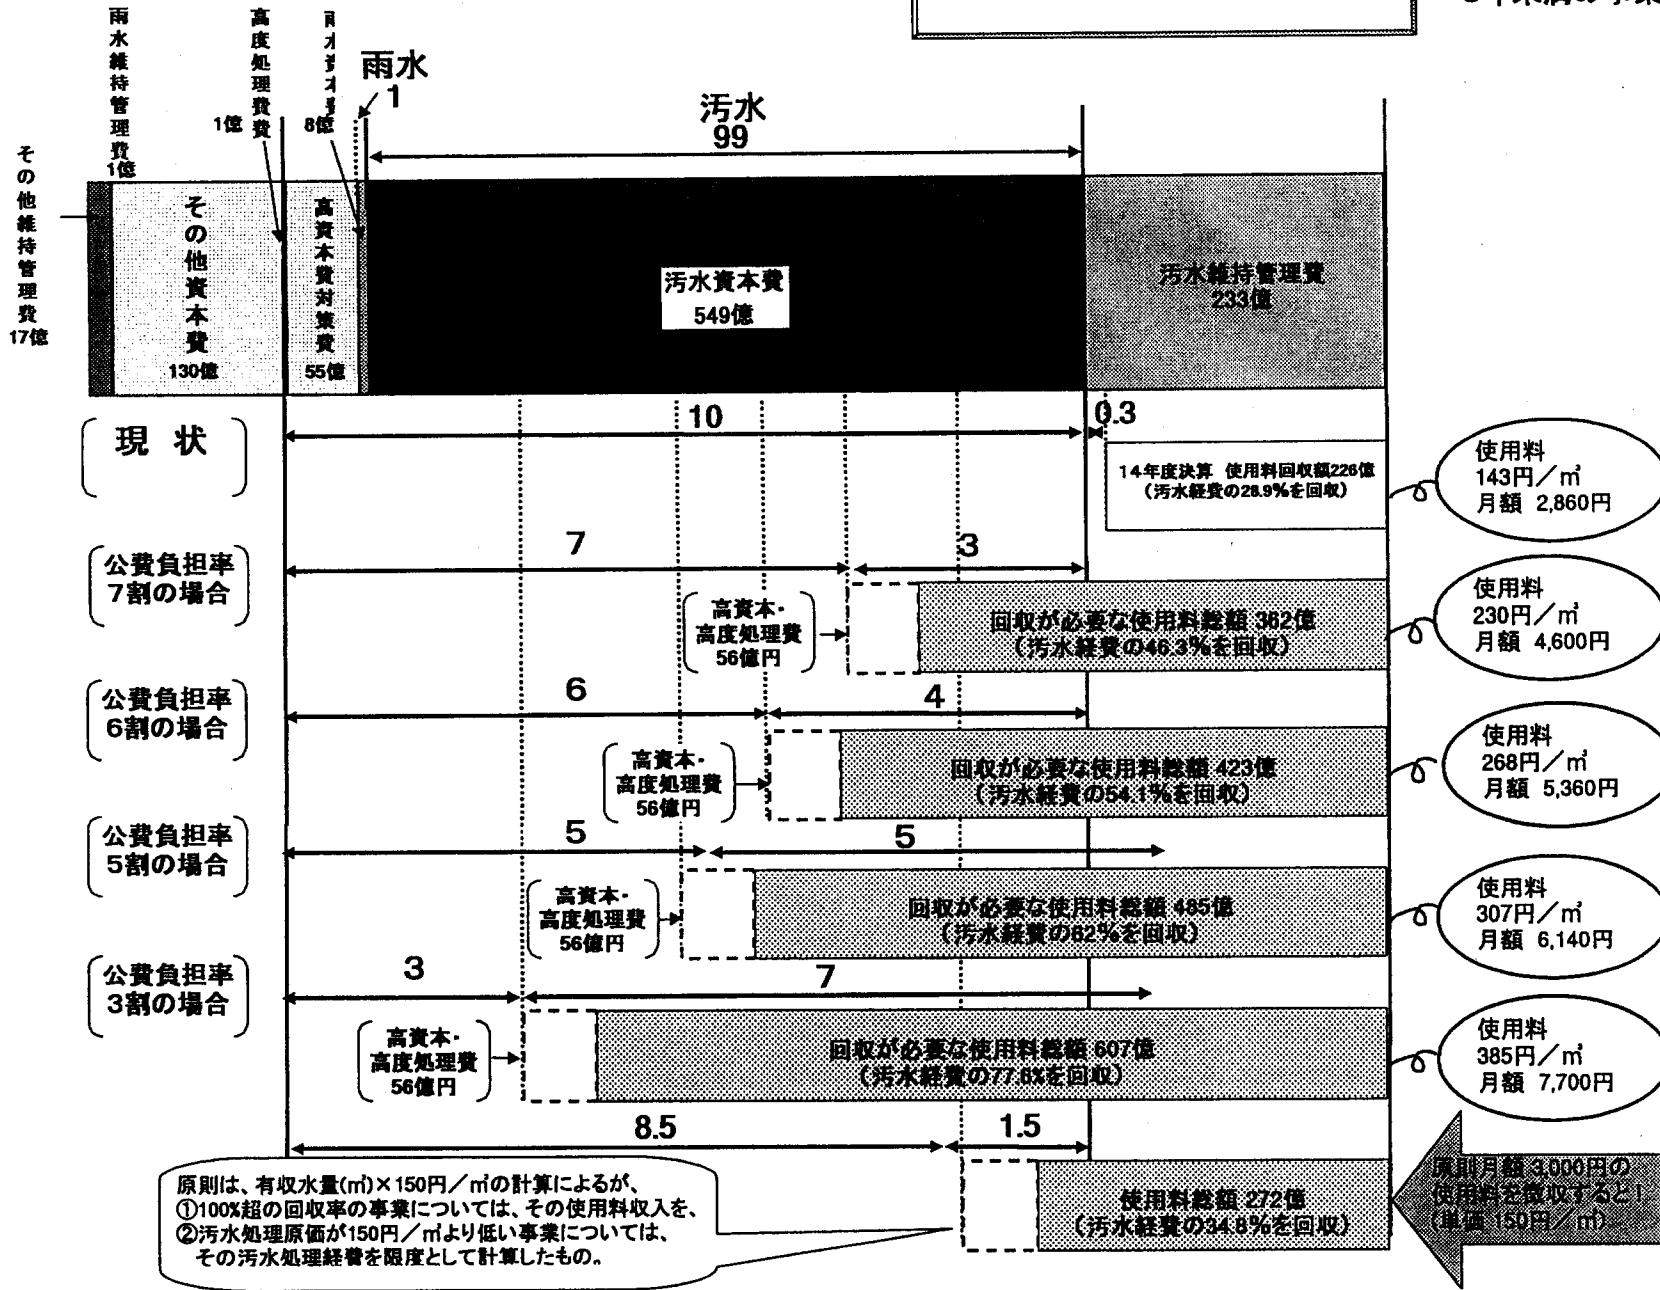 雨水維持管理費
1億
高度処理費
1億
8億
雨水
1
汚水
99
その他維持管理費
17億
その他資本費
130億
高資本費対策費
55億
汚水資本費
549億
汚水維持管理費
233億
現 状
10
0.3
14年度決算 使用料回収額226億
(汚水経費の28.9%を回収)
使用料
143円/㎥
月額 2,860円
公費負担率
7割の場合
7
3
高資本・
高度処理費
56億円
回収が必要な使用料総額 362億
(汚水経費の46.3%を回収)
使用料
230円/㎥
月額 4,600円
公費負担率
6割の場合
6
4
高資本・
高度処理費
56億円
回収が必要な使用料総額 423億
(汚水経費の54.1%を回収)
使用料
268円/㎥
月額 5,360円
公費負担率
5割の場合
5
5
高資本・
高度処理費
56億円
回収が必要な使用料総額 485億
(汚水経費の62%を回収)
使用料
307円/㎥
月額 6,140円
公費負担率
3割の場合
3
7
高資本・
高度処理費
56億円
回収が必要な使用料総額 607億
(汚水経費の77.6%を回収)
使用料
385円/㎥
月額 7,700円
8.5
1.5
原則は、有収水量(㎥)×150円/㎥の計算によるが、
①100%超の回収率の事業については、その使用料収入を、
②汚水処理原価が150円/㎥より低い事業については、
その汚水処理経費を限度として計算したもの。
使用料総額 272億
(汚水経費の34.8%を回収)
原則月額 3,000円の
使用料を徴収すると!
(単価 150円/㎥)